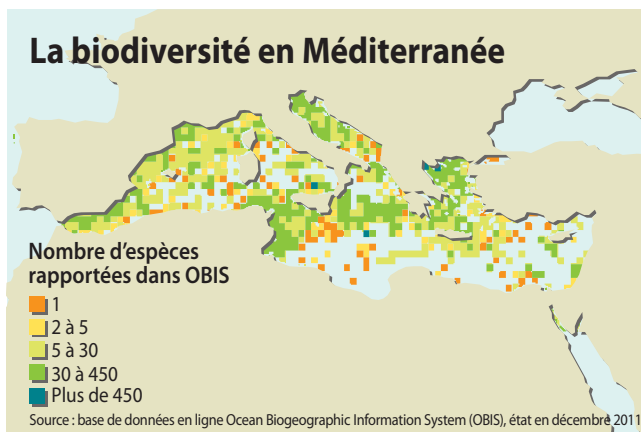 La biodiversité en Méditerranée
Nombre d'espèces
rapportées dans OBIS
1
2 à 5
5 à 30
30 à 450
Plus de 450
Source : base de données en ligne Ocean Biogeographic Information System (OBIS), état en décembre 2011